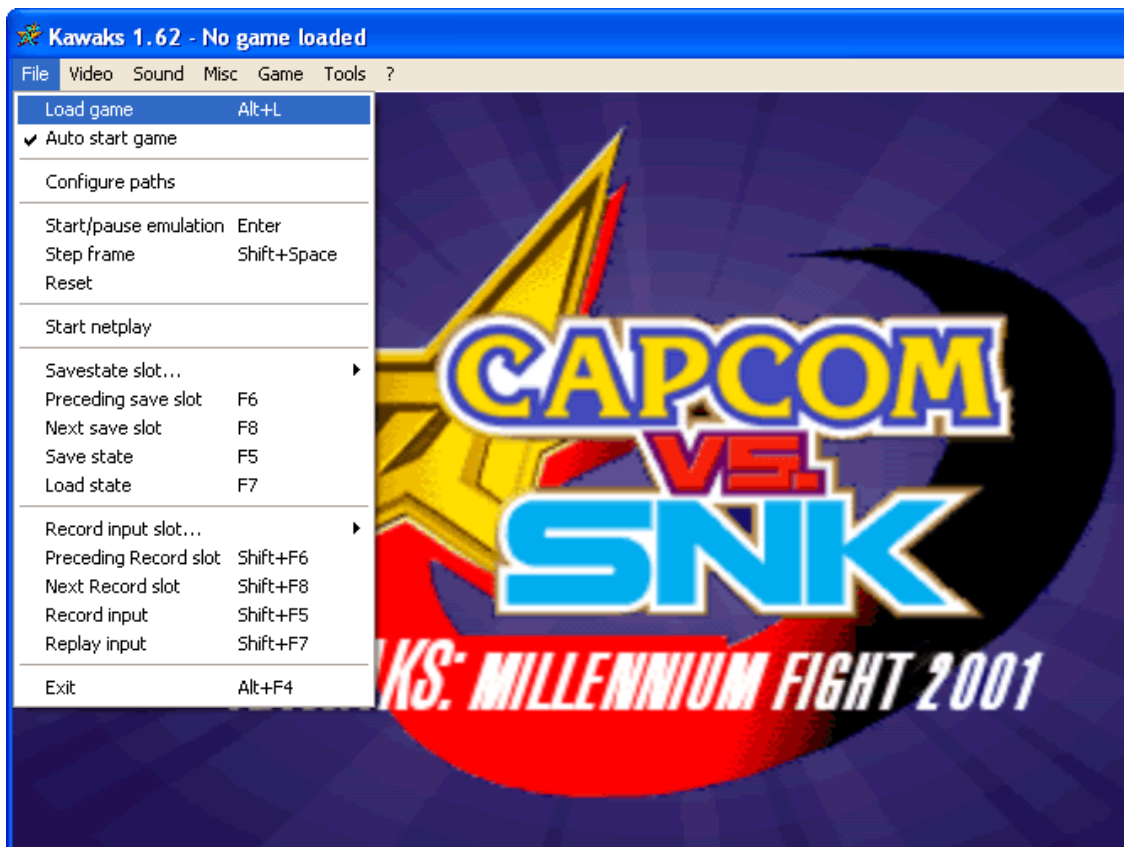 Kawaks 1.62 - No game loaded
File Video Sound Misc Game Tools ?
Load game Alt+L
Auto start game
Configure paths
Start/pause emulation Enter
Step frame Shift+Space
Reset
Start netplay
Savestate slot...
Preceding save slot F6
Next save slot F8
Save state F5
Load state F7
Record input slot...
Preceding Record slot Shift+F6
Next Record slot Shift+F8
Record input Shift+F5
Replay input Shift+F7
Exit Alt+F4
CAPCOM
VS.
SNK
AKS: MILLENNIUM FIGHT 2001